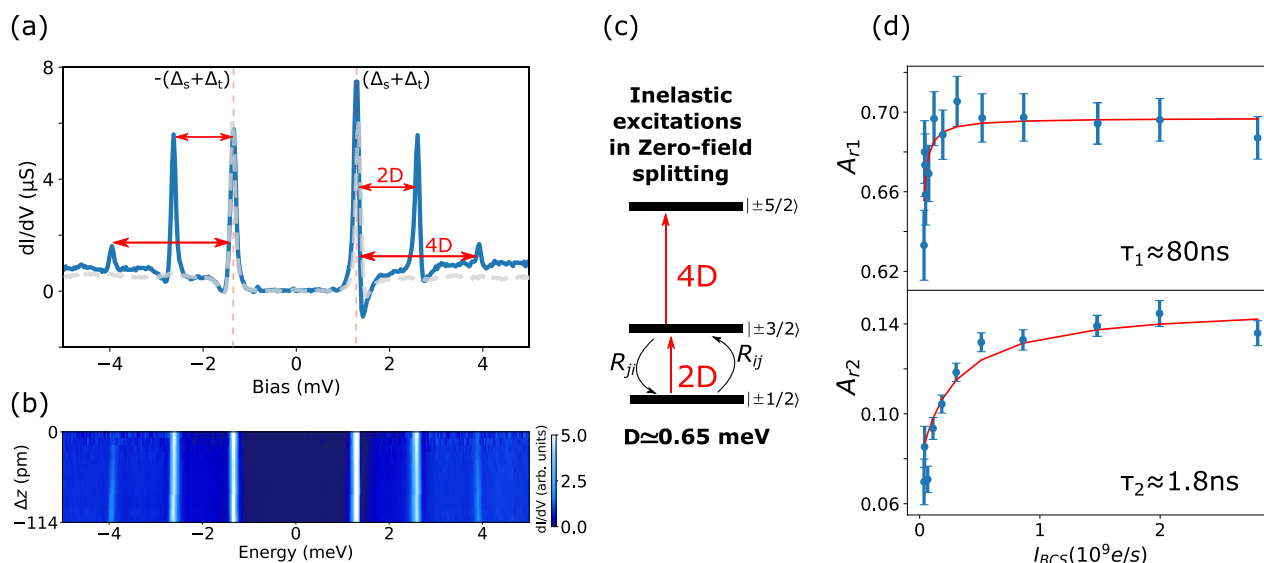 (a)
-(Δs+Δt)
(Δs+Δt)
2D
4D
8
4
0
dI/dV (μS)
−4
−2
0
2
4
Bias (mV)
(b)
0
−114
Δz (pm)
−4
−2
0
2
4
Energy (meV)
5.0
2.5
0.0
dI/dV (arb. units)
(c)
Inelastic
excitations
in Zero-field
splitting
|±5/2⟩
4D
|±3/2⟩
Rji
2D
Rij
|±1/2⟩
D≃0.65 meV
(d)
0.70
0.66
0.62
Ar1
τ1≈80ns
0.14
0.10
0.06
Ar2
τ2≈1.8ns
0
1
2
IBCS(10⁹e/s)